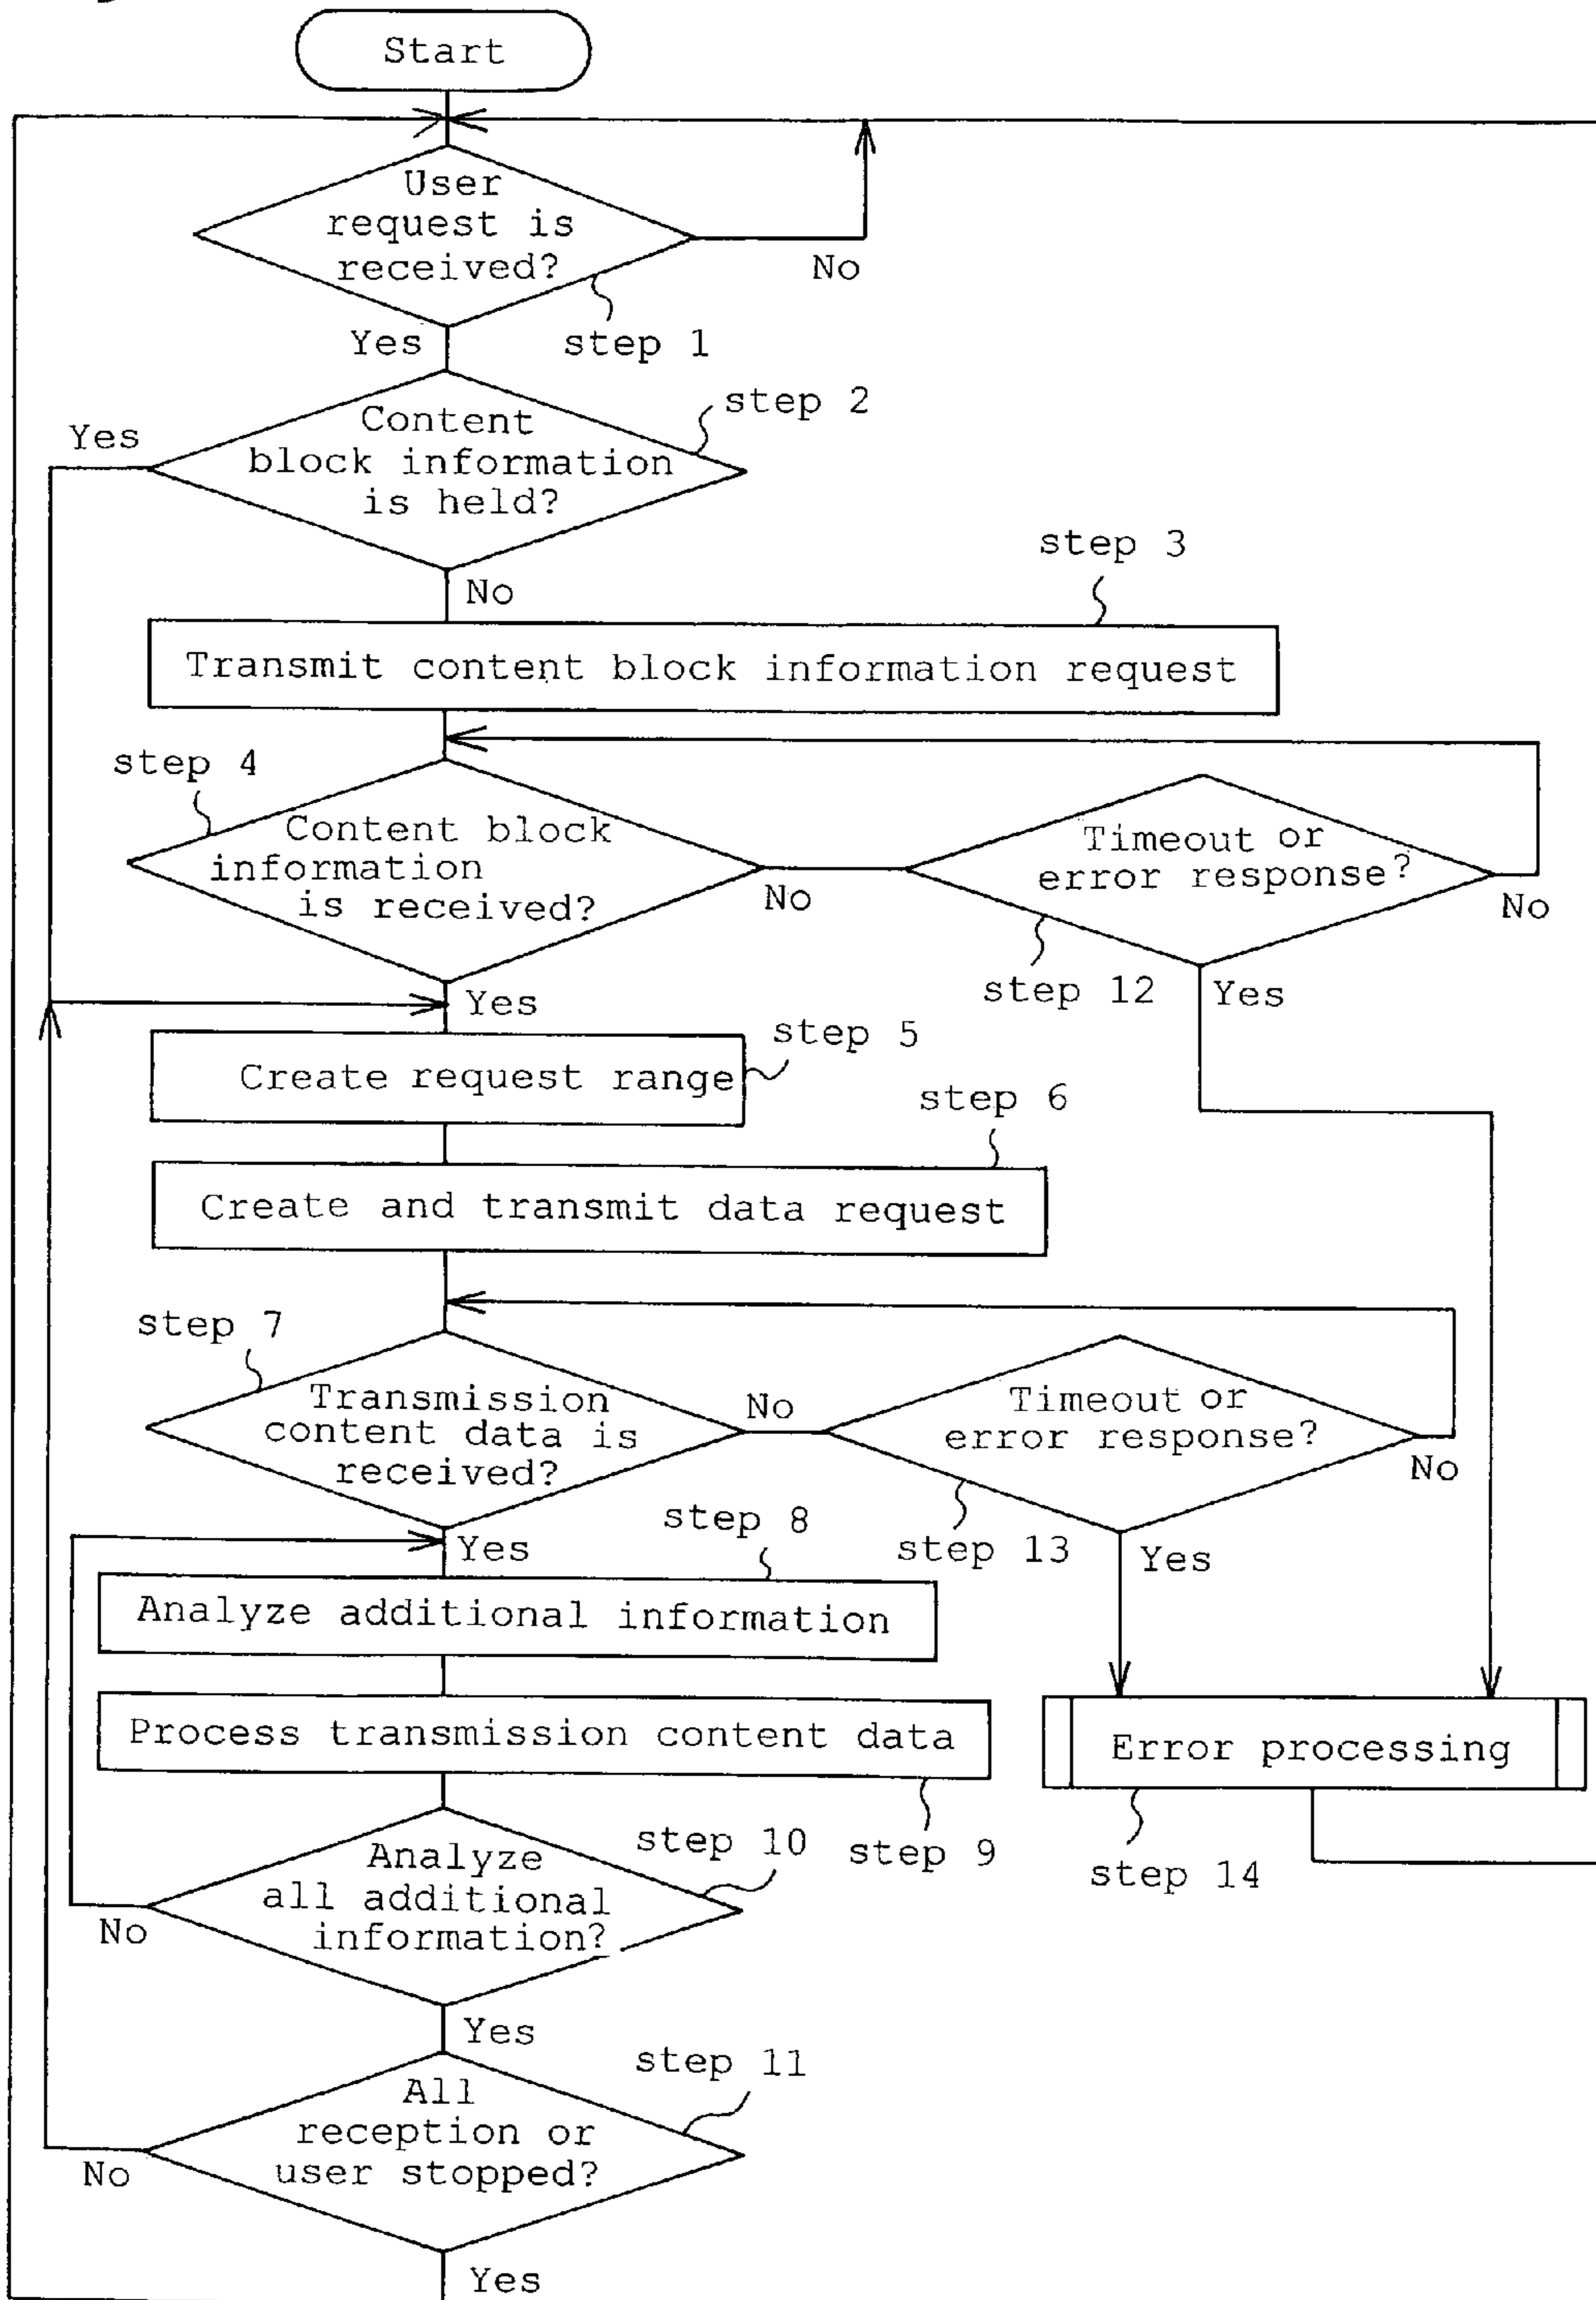 Start
User
request is
received?
No
step 1
Yes
step 2
Content
block information
is held?
Yes
No
step 3
Transmit content block information request
step 4
Content block
information
is received?
No
Timeout or
error response?
No
step 12
Yes
Yes
step 5
Create request range
step 6
Create and transmit data request
step 7
Transmission
content data is
received?
No
Timeout or
error response?
No
step 13
Yes
Yes
step 8
Analyze additional information
Process transmission content data
step 9
Error processing
step 14
step 10
Analyze
all additional
information?
No
Yes
step 11
All
reception or
user stopped?
No
Yes